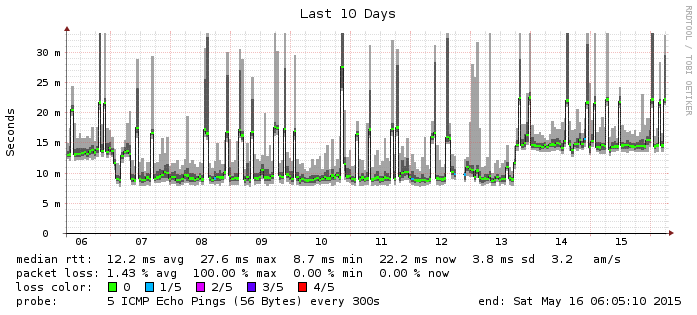 Last 10 Days
RRDTOOL / TOBI OETIKER
Seconds
30 m
25 m
20 m
15 m
10 m
5 m
0
06 07 08 09 10 11 12 13 14 15
median rtt: 12.2 ms avg 27.6 ms max 8.7 ms min 22.2 ms now 3.8 ms sd 3.2 am/s
packet loss: 1.43 % avg 100.00 % max 0.00 % min 0.00 % now
loss color: 0 1/5 2/5 3/5 4/5
probe: 5 ICMP Echo Pings (56 Bytes) every 300s end: Sat May 16 06:05:10 2015